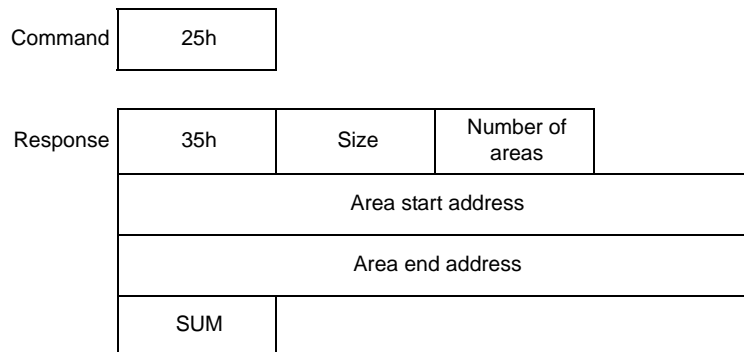 Command 25h
Response 35h Size Number of
areas
Area start address
Area end address
SUM